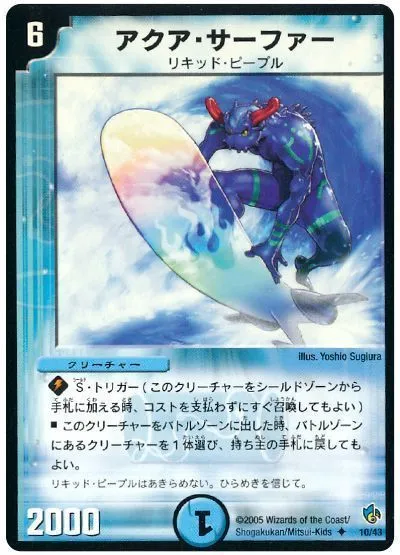 6
アクア・サーファー
リキッド・ピープル
illus. Yoshio Sugiura
クリーチャー
S・トリガー(このクリーチャーをシールドゾーンから
手札に加える時、コストを支払わずにすぐ召喚してもよい)
■ このクリーチャーをバトルゾーンに出した時、バトルゾー
ンにあるクリーチャーを1体選び、持ち主の手札に戻しても
よい。
リキッド・ピープルはあきらめない。ひらめきを信じて。
2000
1
©2005 Wizards of the Coast/
Shogakukan/Mitsui-Kids ♦ 10/43